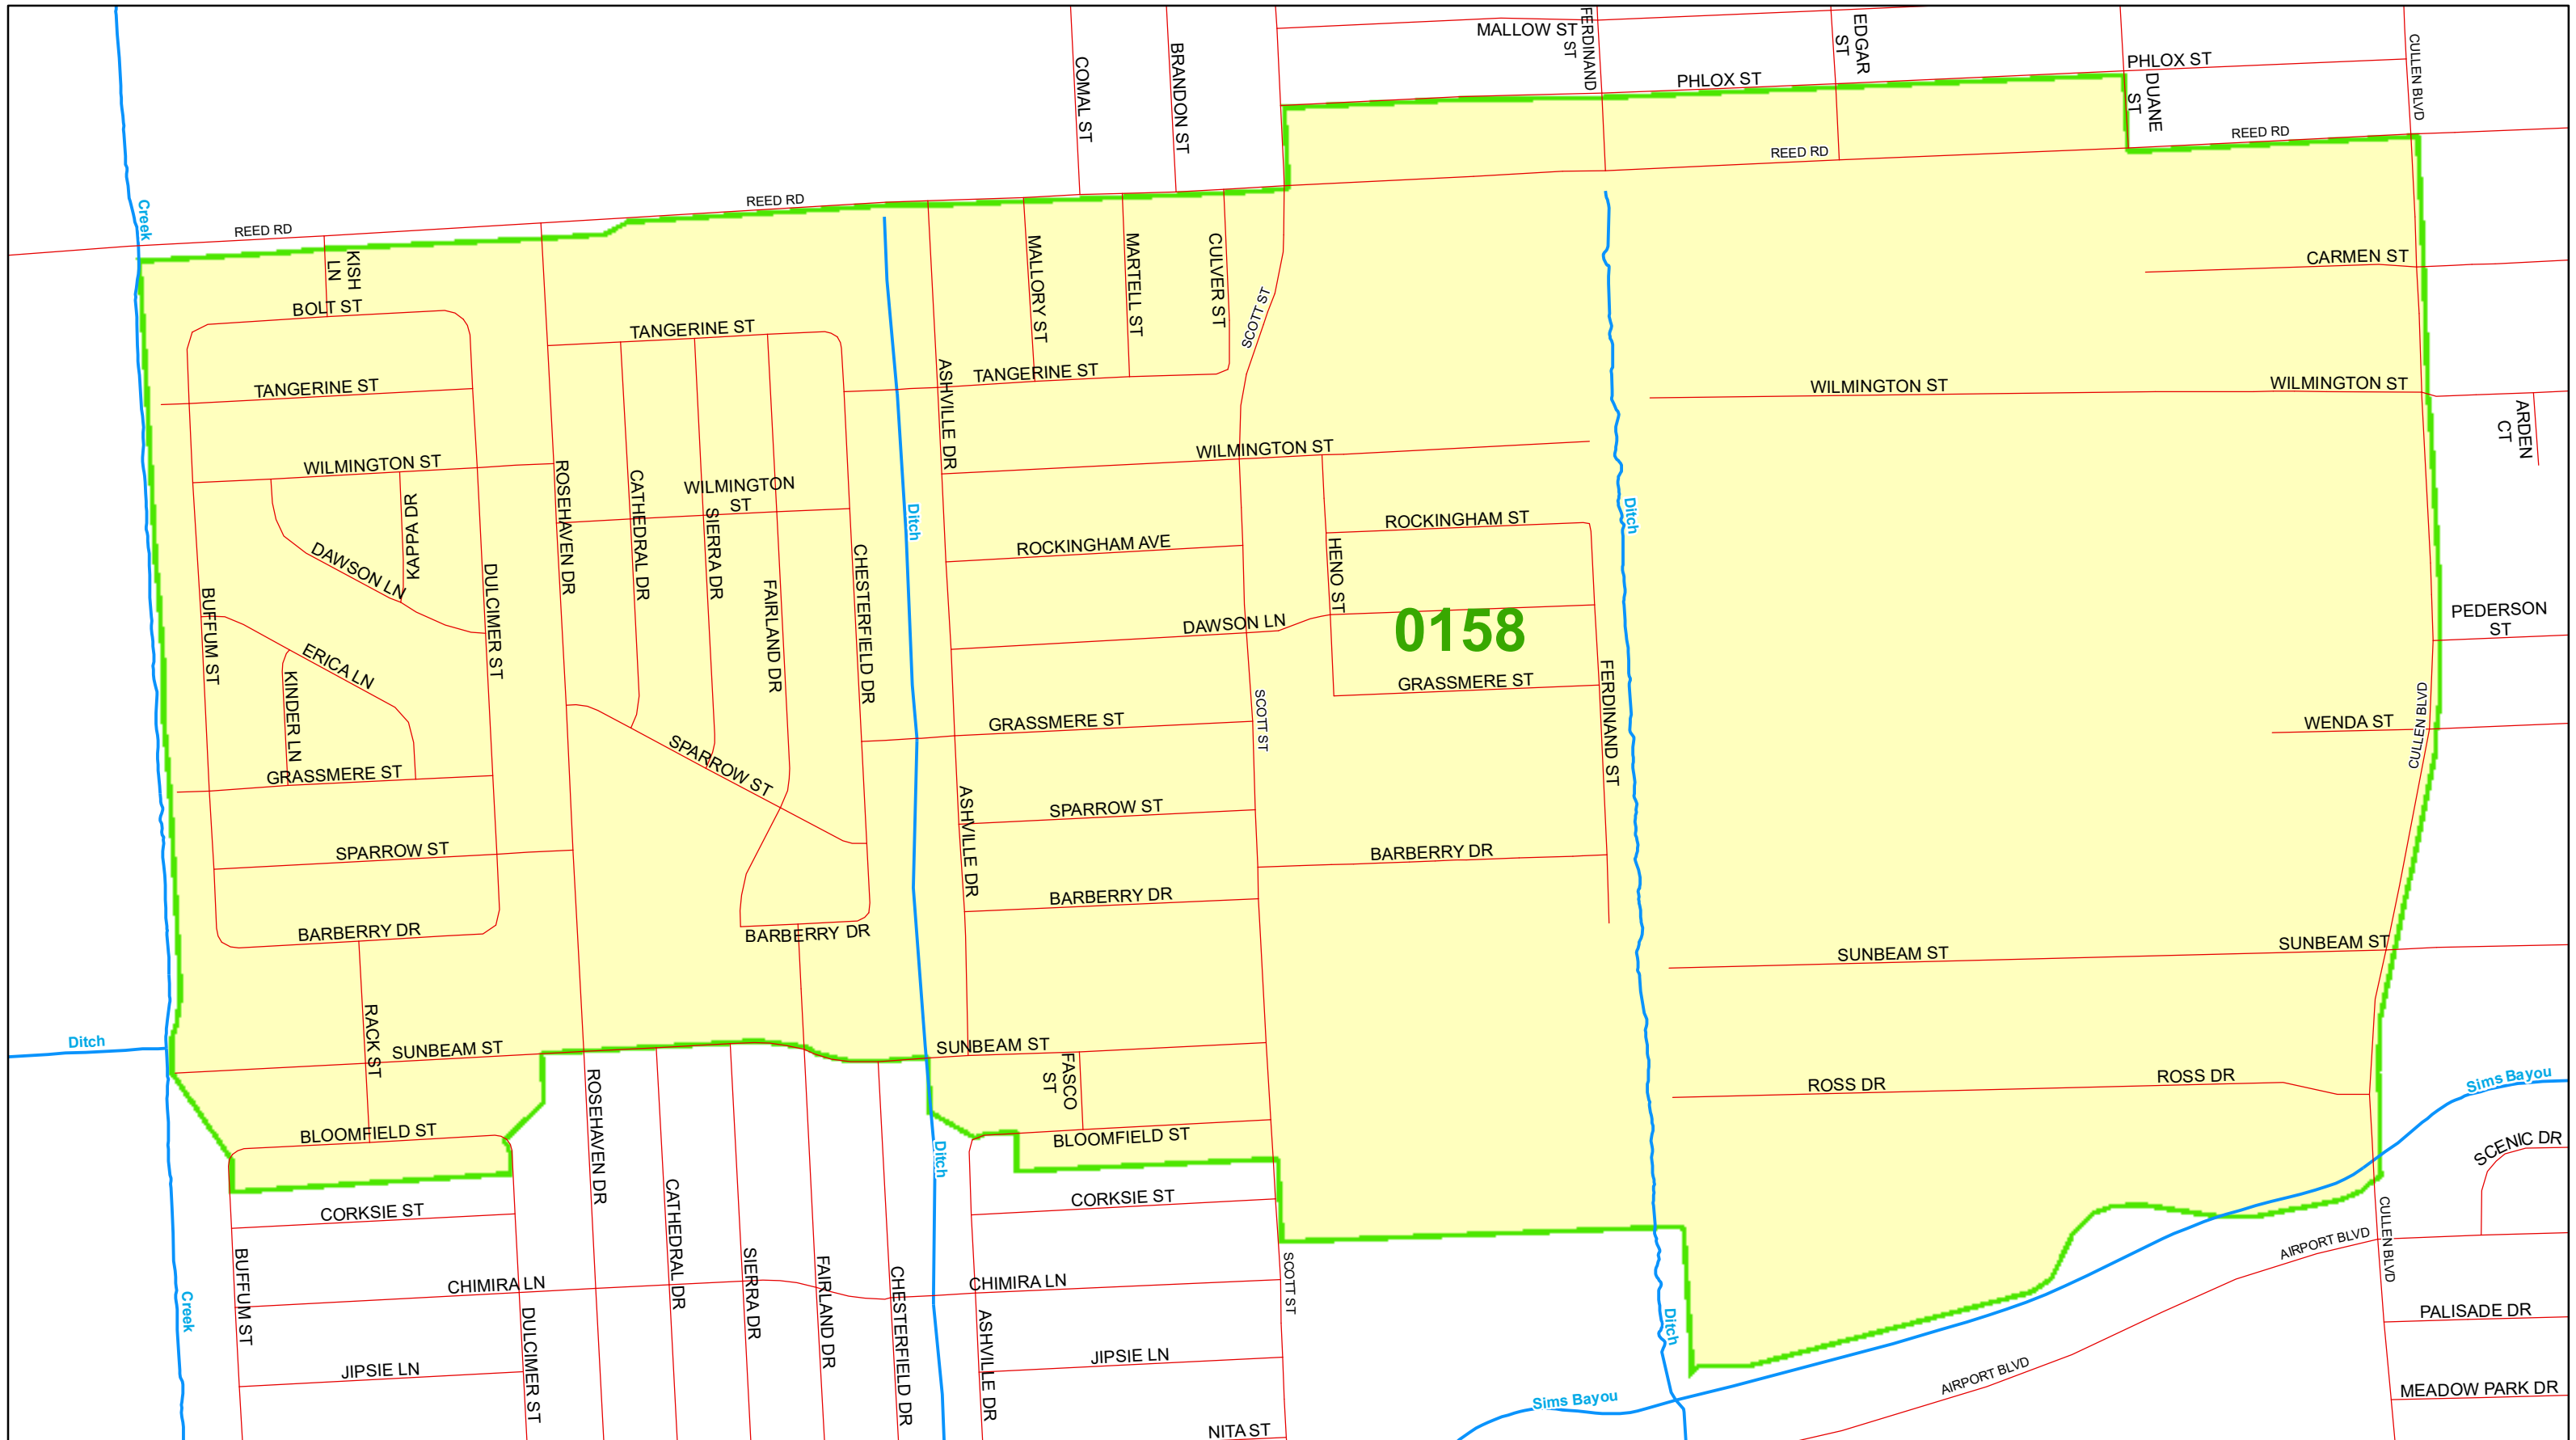 MALLOW ST
FERDINAND
ST
EDGAR
ST
CULLEN BLVD
PHLOX ST
PHLOX ST
DUANE
ST
COMAL ST
BRANDON ST
REED RD
REED RD
REED RD
REED RD
Creek
KISH
LN
BOLT ST
TANGERINE ST
MALLORY ST
MARTELL ST
CULVER ST
SCOTT ST
CARMEN ST
TANGERINE ST
ASHVILLE DR
TANGERINE ST
WILMINGTON ST
WILMINGTON ST
ARDEN
CT
WILMINGTON ST
KAPPA DR
ROSEHAVEN DR
CATHEDRAL DR
WILMINGTON
ST
SIERRA DR
Ditch
WILMINGTON ST
Ditch
ROCKINGHAM AVE
ROCKINGHAM ST
HENO ST
DAWSON LN
DULCIMER ST
BUFFUM ST
FAIRLAND DR
CHESTERFIELD DR
DAWSON LN
0158
PEDERSON
ST
ERICA LN
KINDER LN
GRASSMERE ST
FERDINAND ST
SCOTT ST
GRASSMERE ST
CULLEN BLVD
WENDA ST
GRASSMERE ST
SPARROW ST
SPARROW ST
ASHVILLE DR
SPARROW ST
BARBERRY DR
BARBERRY DR
BARBERRY DR
BARBERRY DR
SUNBEAM ST
SUNBEAM ST
RACK ST
Ditch
SUNBEAM ST
SUNBEAM ST
FASCO
ST
ROSS DR
ROSS DR
Sims Bayou
ROSEHAVEN DR
BLOOMFIELD ST
BLOOMFIELD ST
Ditch
SCENIC DR
CORKSIE ST
CATHEDRAL DR
CORKSIE ST
CULLEN BLVD
AIRPORT BLVD
BUFFUM ST
Creek
CHIMIRA LN
SIERRA DR
FAIRLAND DR
CHESTERFIELD DR
CHIMIRA LN
SCOTT ST
Ditch
PALISADE DR
DULCIMER ST
ASHVILLE DR
JIPSIE LN
JIPSIE LN
AIRPORT BLVD
Sims Bayou
MEADOW PARK DR
NITA ST